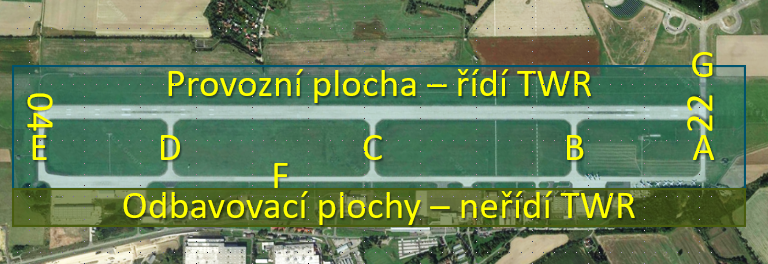 G
Provozní plocha – řídí TWR
04
22
E
D
C
B
A
F
Odbavovací plochy – neřídí TWR